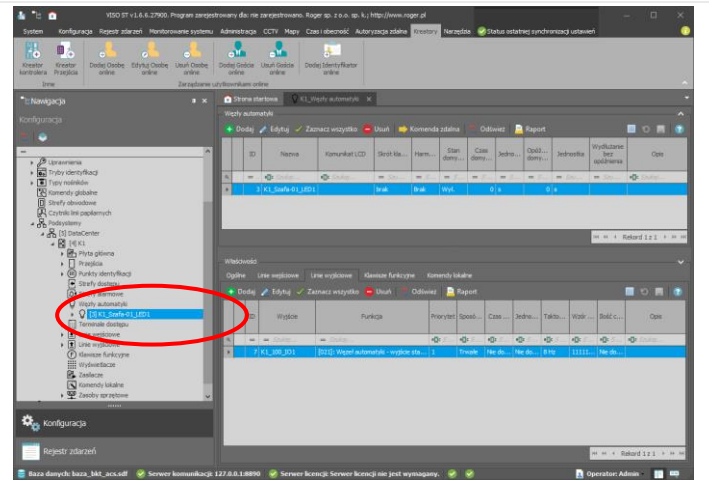 VISO ST v1.6.6.27900. Program zarejestrowany dla: nie zarejestrowano. Roger sp. z o.o. sp. k.; http://www.roger.pl
System Konfiguracja Rejestr zdarzeń Monitorowanie systemu Administracja CCTV Mapy Czas i obecność Autoryzacja zdalna Kreatory Narzędzia Status ostatniej synchronizacji ustawień
Kreator kontrolera Kreator Przejścia Dodaj Osobę online Edytuj Osobę online Usuń Osobę online Dodaj Gościa online Usuń Gościa online Dodaj Identyfikator online
Inne Zarządzanie użytkownikami online
Nawigacja
Strona startowa K1_Węzły automatyki
Konfiguracja
Węzły automatyki
Dodaj Edytuj Zaznacz wszystko Usuń Komenda zdalna Odśwież Raport
ID Nazwa Komunikat LCD Skrót kla... Harm... Stan domy... Czas domy... Jedno... Opóź... domy... Jednostka Wydłużanie bez opóźnienia Opis
3 K1_Szafa-01_LED1 Brak Brak Wył. 0 s 0 s
Rekord 1 z 1
Uprawnienia
Tryby identyfikacji
Typy nośników
Komendy globalne
Strefy obwodowe
Czytniki linii papilarnych
Podsystemy
[5] DataCenter
[4] K1
Płyta główna
Przejścia
Punkty identyfikacji
Strefy dostępu
Strefy alarmowe
Węzły automatyki
[3] K1_Szafa-01_LED1
Terminale dostępu
Linie wejściowe
Linie wyjściowe
Klawisze funkcyjne
Wyświetlacze
Zasilacze
Komendy lokalne
Zasoby sprzętowe
Właściwości
Ogólne Linie wejściowe Linie wyjściowe Klawisze funkcyjne Komendy lokalne
Dodaj Edytuj Zaznacz wszystko Usuń Odśwież Raport
ID Wyjście Funkcja Priorytet Sposó... Czas ... Jedno... Takto... Wzór ... Ilość c... Opis
7 K1_100_IO1 [021]: Węzeł automatyki - wyjście sta... 1 Trwałe Nie do... Nie do... 8 Hz 11111... Nie do...
Rekord 1 z 1
Konfiguracja
Rejestr zdarzeń
Baza danych: baza_bkt_acs.sdf Serwer komunikacji: 127.0.0.1:8890 Serwer licencji: Serwer licencji nie jest wymagany. Operator: Admin